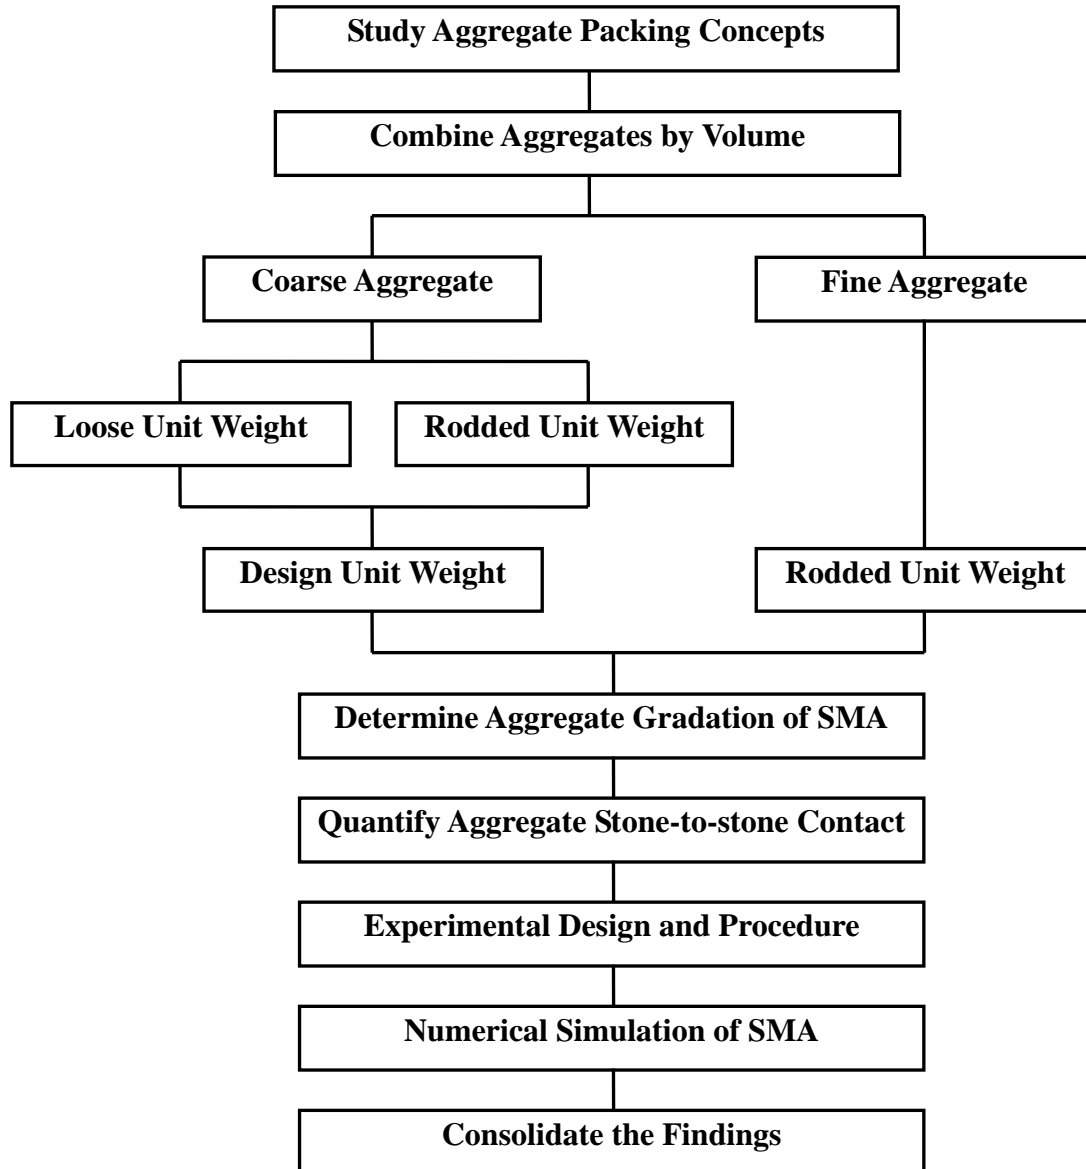 Study Aggregate Packing Concepts
Combine Aggregates by Volume
Coarse Aggregate
Fine Aggregate
Loose Unit Weight
Rodded Unit Weight
Design Unit Weight
Rodded Unit Weight
Determine Aggregate Gradation of SMA
Quantify Aggregate Stone-to-stone Contact
Experimental Design and Procedure
Numerical Simulation of SMA
Consolidate the Findings